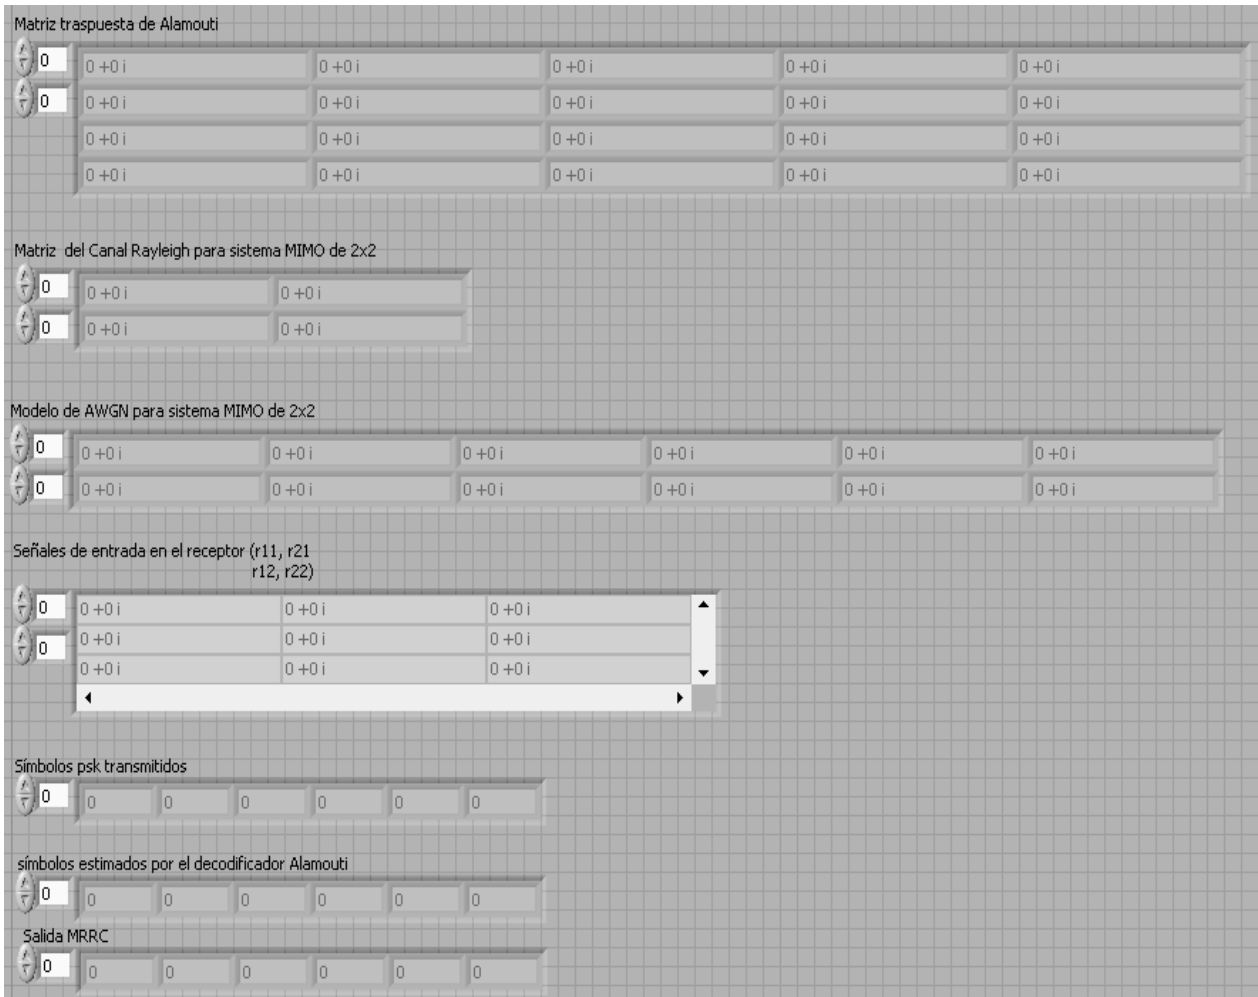 Matriz traspuesta de Alamouti
0 0 +0 i 0 +0 i 0 +0 i 0 +0 i 0 +0 i
0 0 +0 i 0 +0 i 0 +0 i 0 +0 i 0 +0 i
0 +0 i 0 +0 i 0 +0 i 0 +0 i 0 +0 i
0 +0 i 0 +0 i 0 +0 i 0 +0 i 0 +0 i
Matriz del Canal Rayleigh para sistema MIMO de 2x2
0 0 +0 i 0 +0 i
0 0 +0 i 0 +0 i
Modelo de AWGN para sistema MIMO de 2x2
0 0 +0 i 0 +0 i 0 +0 i 0 +0 i 0 +0 i 0 +0 i
0 0 +0 i 0 +0 i 0 +0 i 0 +0 i 0 +0 i 0 +0 i
Señales de entrada en el receptor (r11, r21
r12, r22)
0 0 +0 i 0 +0 i 0 +0 i
0 0 +0 i 0 +0 i 0 +0 i
0 +0 i 0 +0 i 0 +0 i
Símbolos psk transmitidos
0 0 0 0 0 0 0
símbolos estimados por el decodificador Alamouti
0 0 0 0 0 0 0
Salida MRRC
0 0 0 0 0 0 0